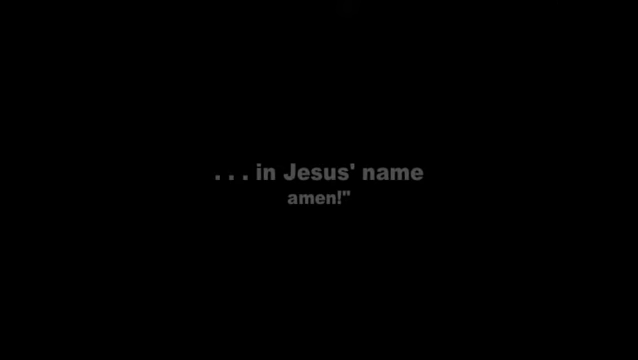 . . . in Jesus' name
amen!"